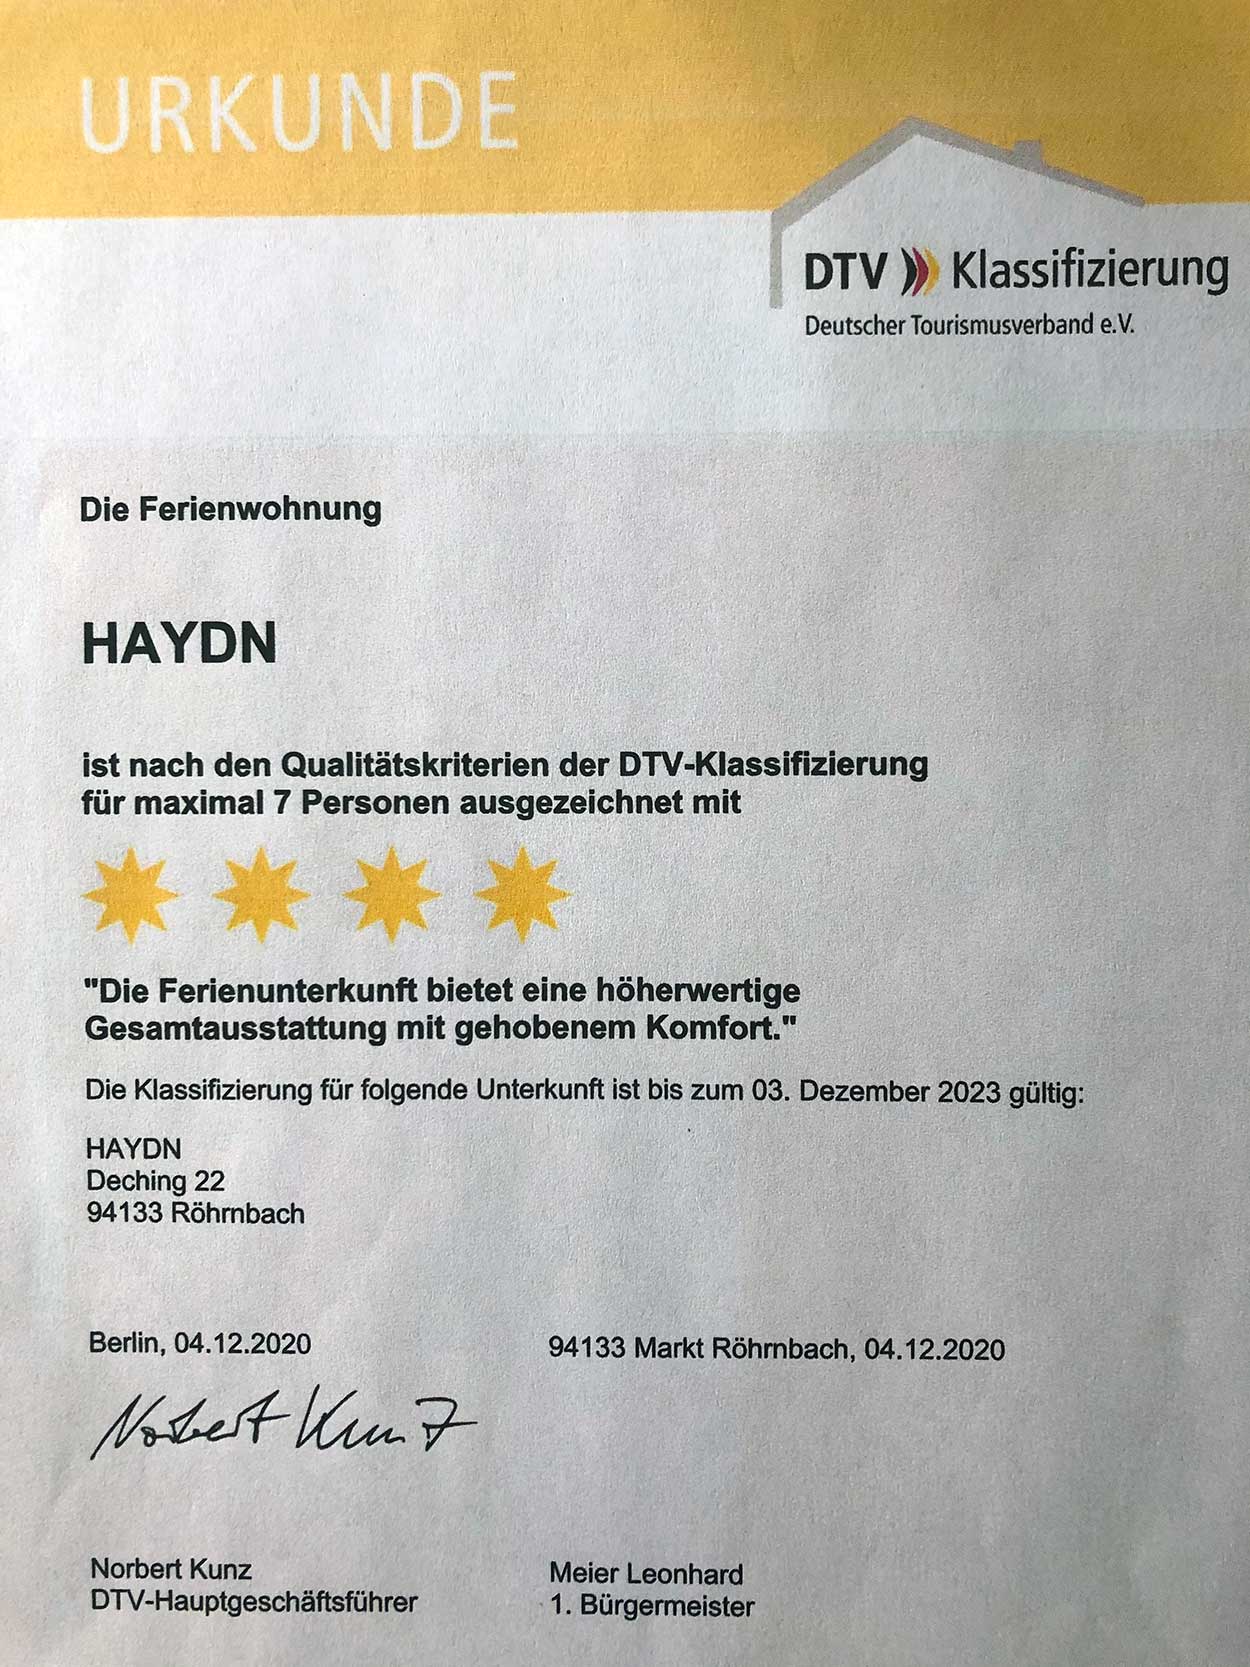 URKUNDE
DTV Klassifizierung
Deutscher Tourismusverband e.V.
Die Ferienwohnung
HAYDN
ist nach den Qualitätskriterien der DTV-Klassifizierung
für maximal 7 Personen ausgezeichnet mit
"Die Ferienunterkunft bietet eine höherwertige
Gesamtausstattung mit gehobenem Komfort."
Die Klassifizierung für folgende Unterkunft ist bis zum 03. Dezember 2023 gültig:
HAYDN
Deching 22
94133 Röhrnbach
Berlin, 04.12.2020
94133 Markt Röhrnbach, 04.12.2020
Norbert Kunz
Norbert Kunz
DTV-Hauptgeschäftsführer
Meier Leonhard
1. Bürgermeister